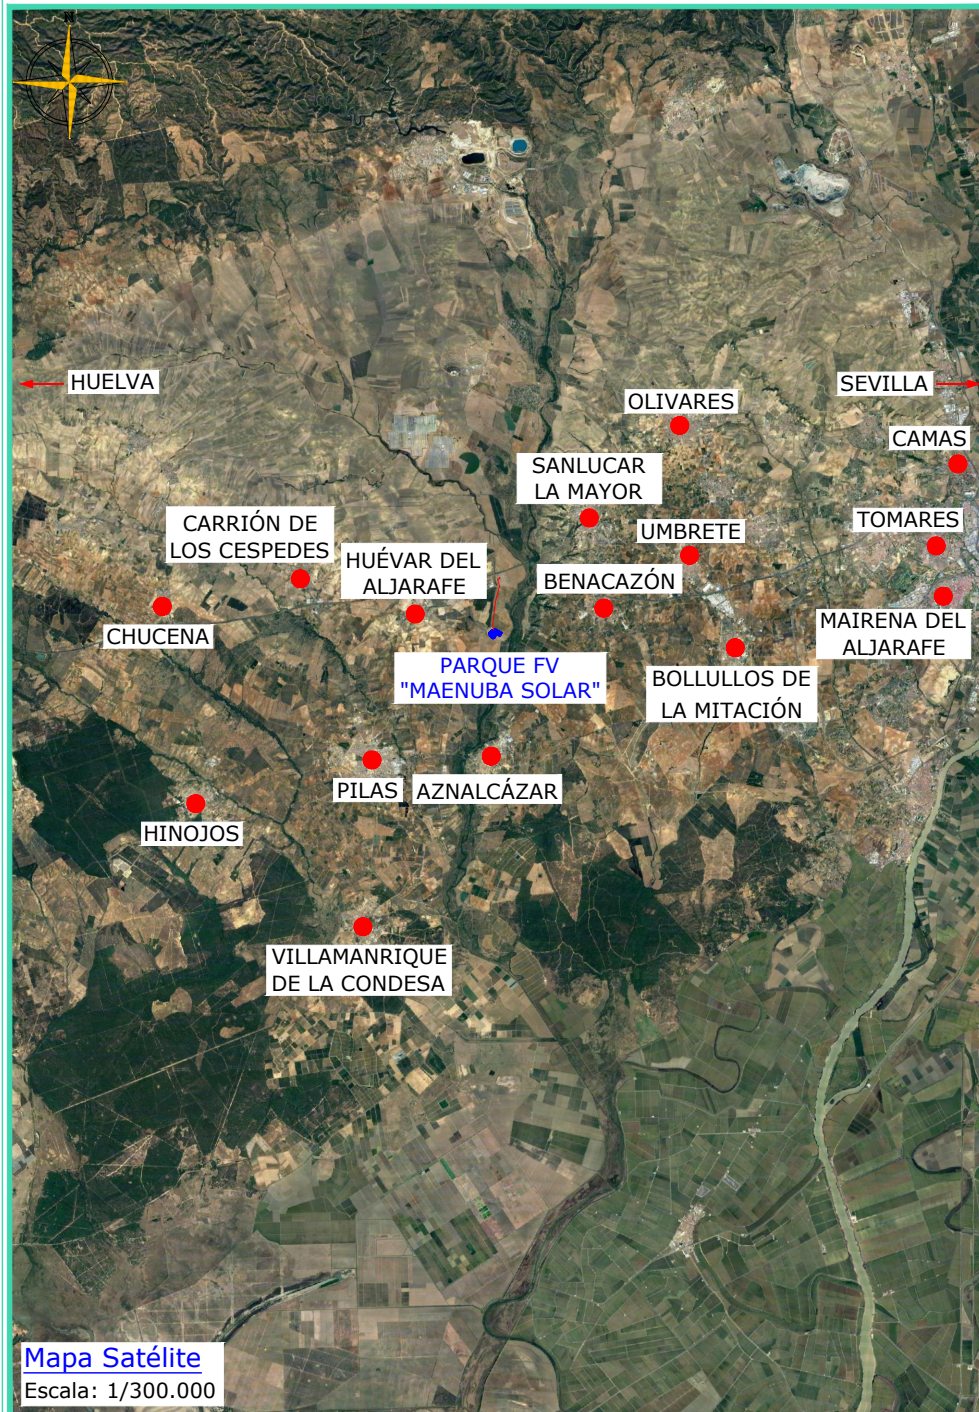 N
HUELVA
SEVILLA
OLIVARES
CAMAS
SANLUCAR
LA MAYOR
TOMARES
CARRIÓN DE
LOS CESPEDES
UMBRETE
HUÉVAR DEL
ALJARAFE
BENACAZÓN
CHUCENA
MAIRENA DEL
ALJARAFE
PARQUE FV
"MAENUBA SOLAR"
BOLLULLOS DE
LA MITACIÓN
PILAS
AZNALCÁZAR
HINOJOS
VILLAMANRIQUE
DE LA CONDESA
Mapa Satélite
Escala: 1/300.000